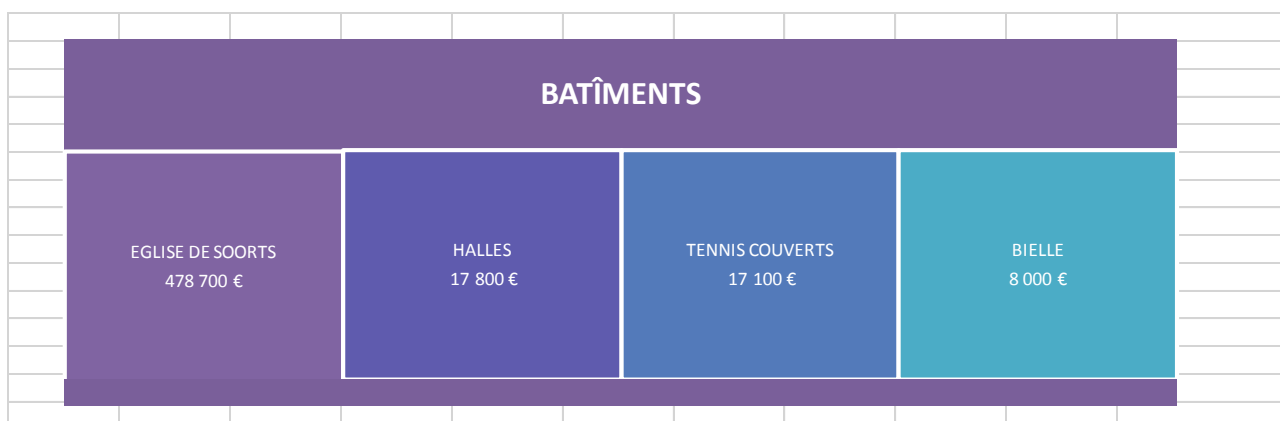 BATÎMENTS
EGLISE DE SOORTS
478 700 €
HALLES
17 800 €
TENNIS COUVERTS
17 100 €
BIELLE
8 000 €